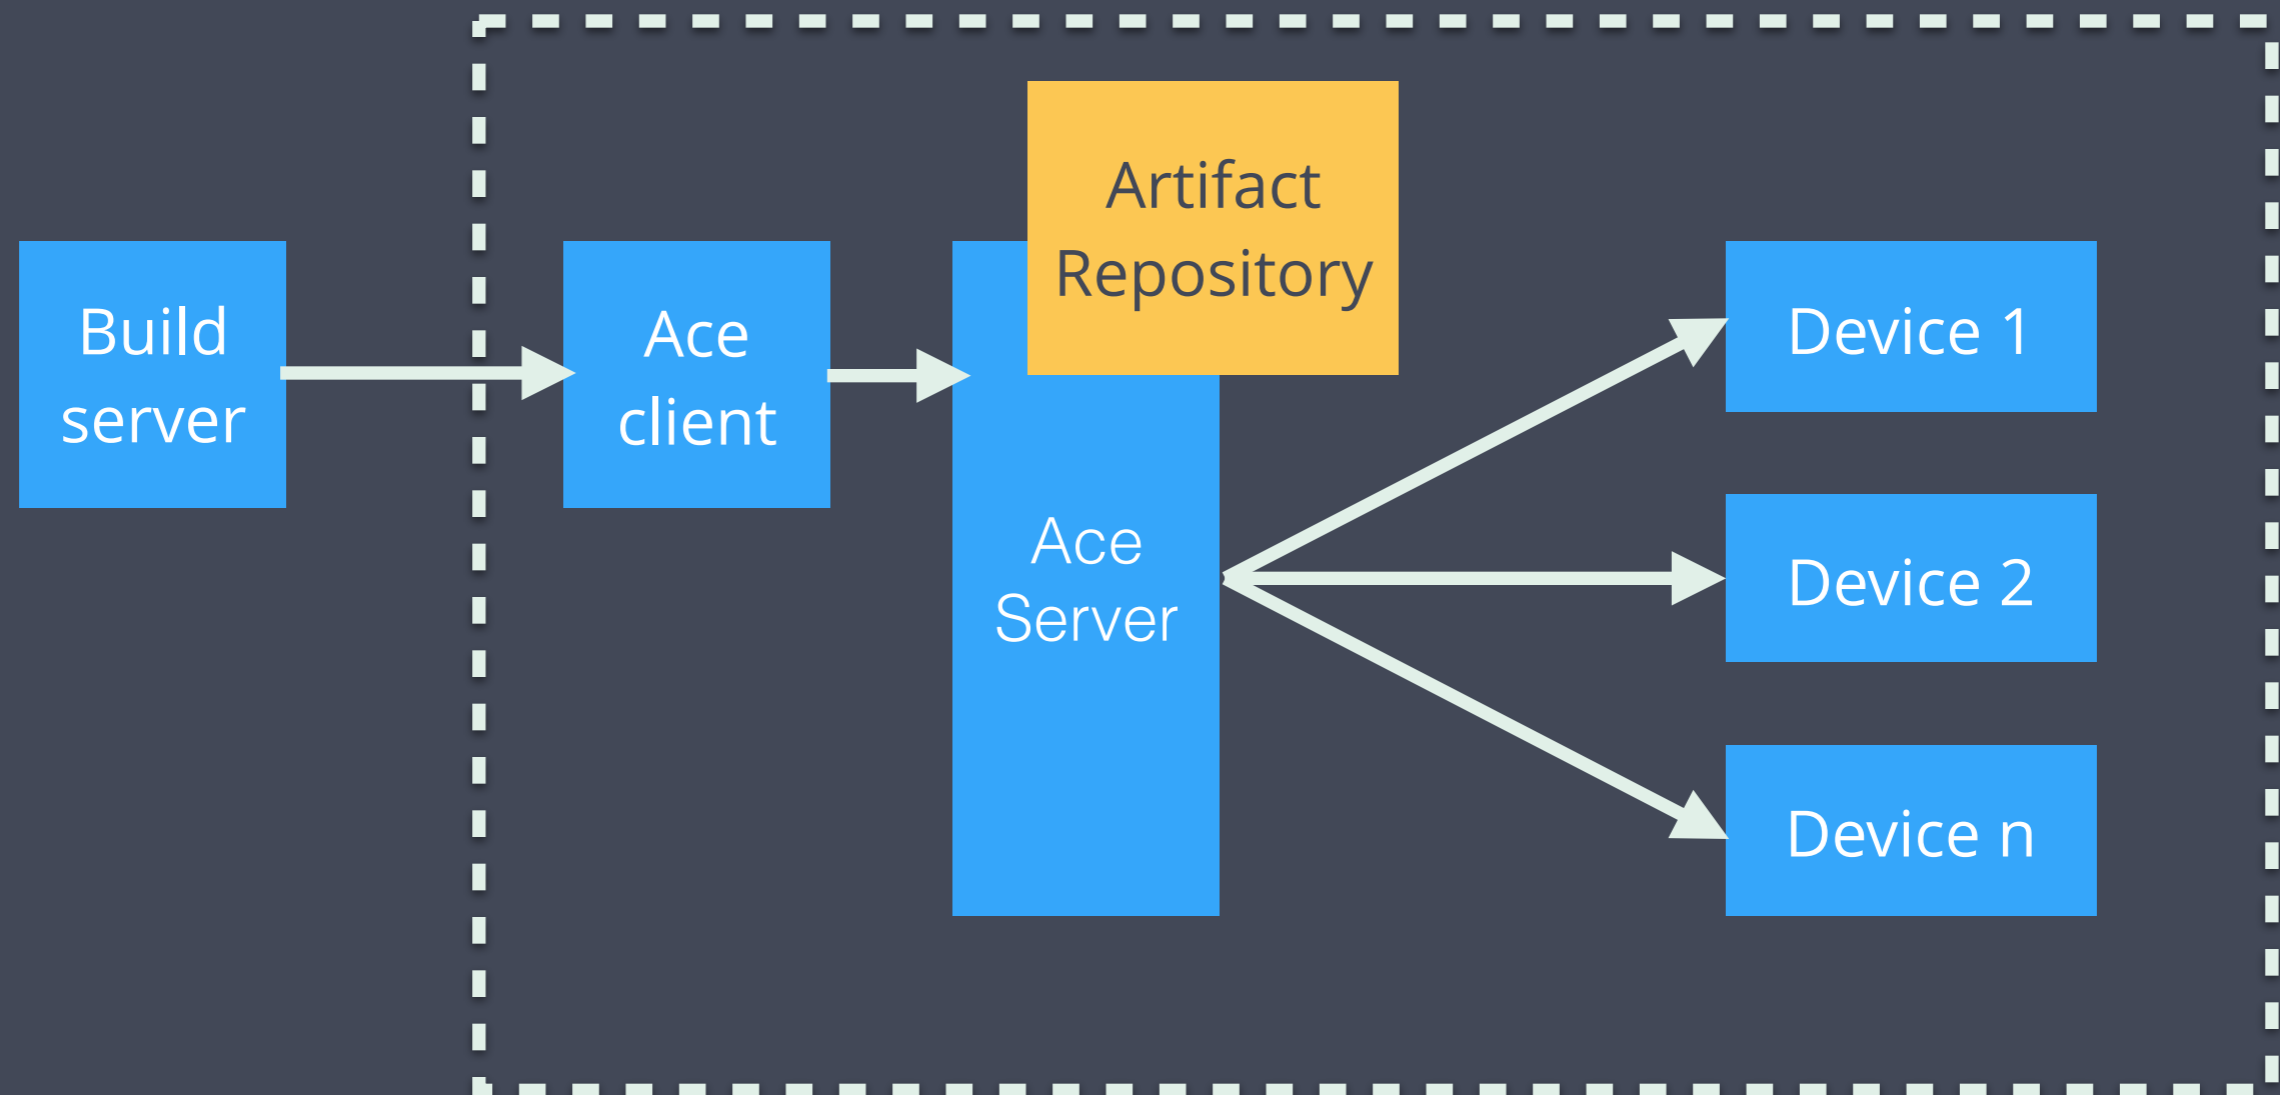 Artifact
Repository
Build
server
Ace
client
Ace
Server
Device 1
Device 2
Device n